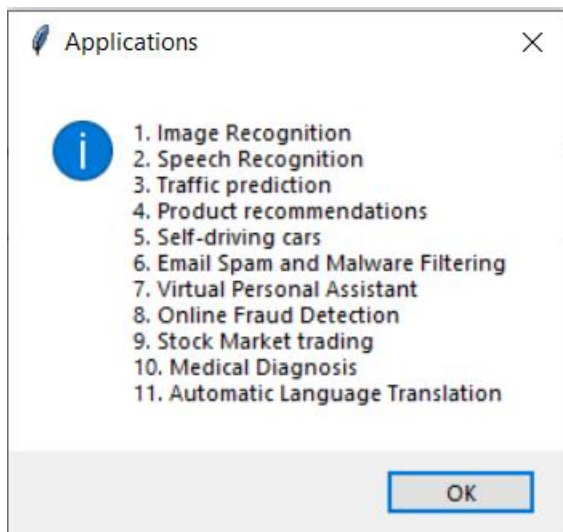 Applications
1. Image Recognition
2. Speech Recognition
3. Traffic prediction
4. Product recommendations
5. Self-driving cars
6. Email Spam and Malware Filtering
7. Virtual Personal Assistant
8. Online Fraud Detection
9. Stock Market trading
10. Medical Diagnosis
11. Automatic Language Translation
OK